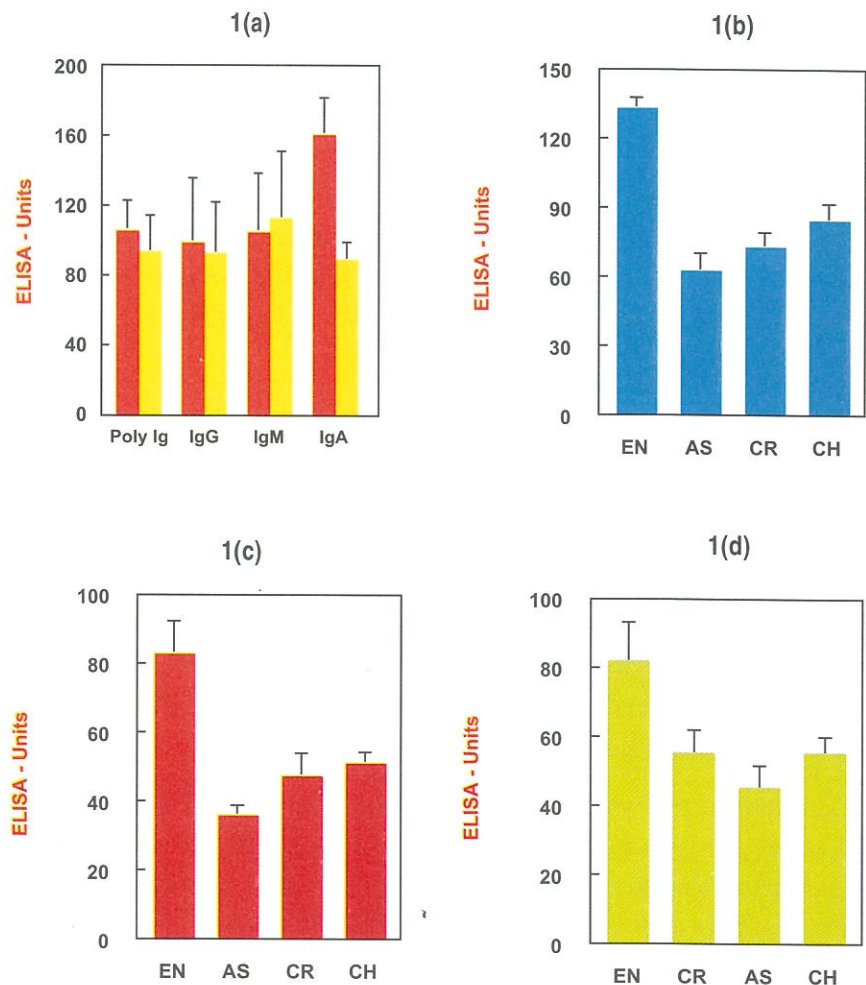 1(a)
ELISA - Units
200
160
120
80
40
0
Poly Ig IgG IgM IgA
1(b)
ELISA - Units
150
120
90
60
30
0
EN AS CR CH
1(c)
ELISA - Units
100
80
60
40
20
0
EN AS CR CH
1(d)
ELISA - Units
100
80
60
40
20
0
EN CR AS CH